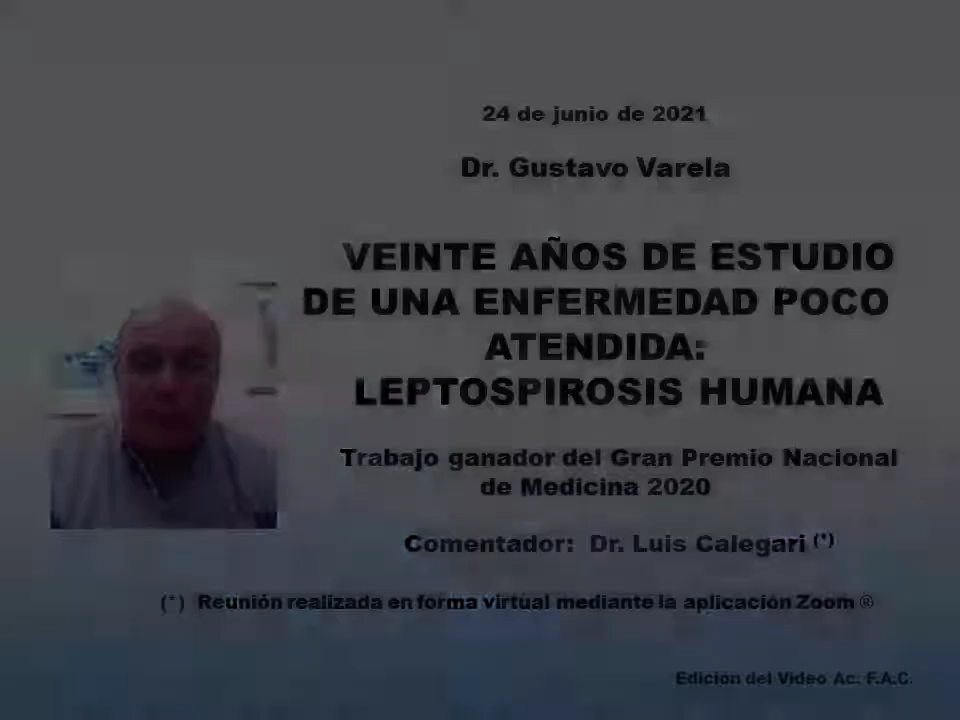 24 de junio de 2021
Dr. Gustavo Varela
VEINTE AÑOS DE ESTUDIO
DE UNA ENFERMEDAD POCO
ATENDIDA:
LEPTOSPIROSIS HUMANA
Trabajo ganador del Gran Premio Nacional
de Medicina 2020
Comentador: Dr. Luis Calegari (*)
(*) Reunión realizada en forma virtual mediante la aplicación Zoom ®
Edicion del Video Ac. F.A.C.